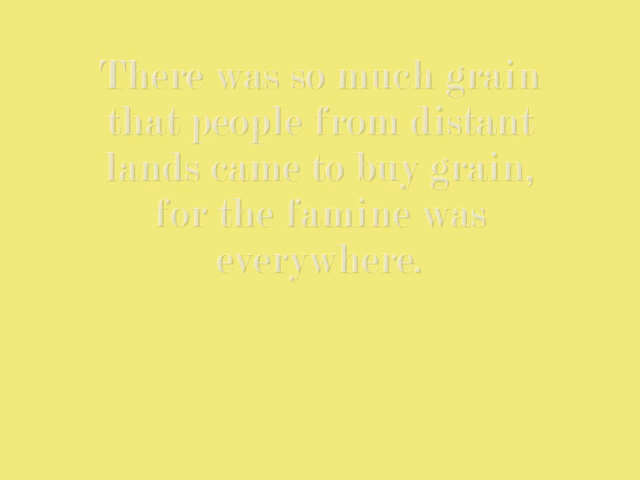 There was so much grain
that people from distant
lands came to buy grain,
for the famine was
everywhere.